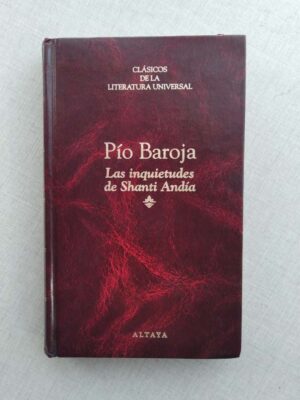 CLÁSICOS
DE LA
LITERATURA UNIVERSAL
Pío Baroja
Las inquietudes
de Shanti Andía
ALTAYA